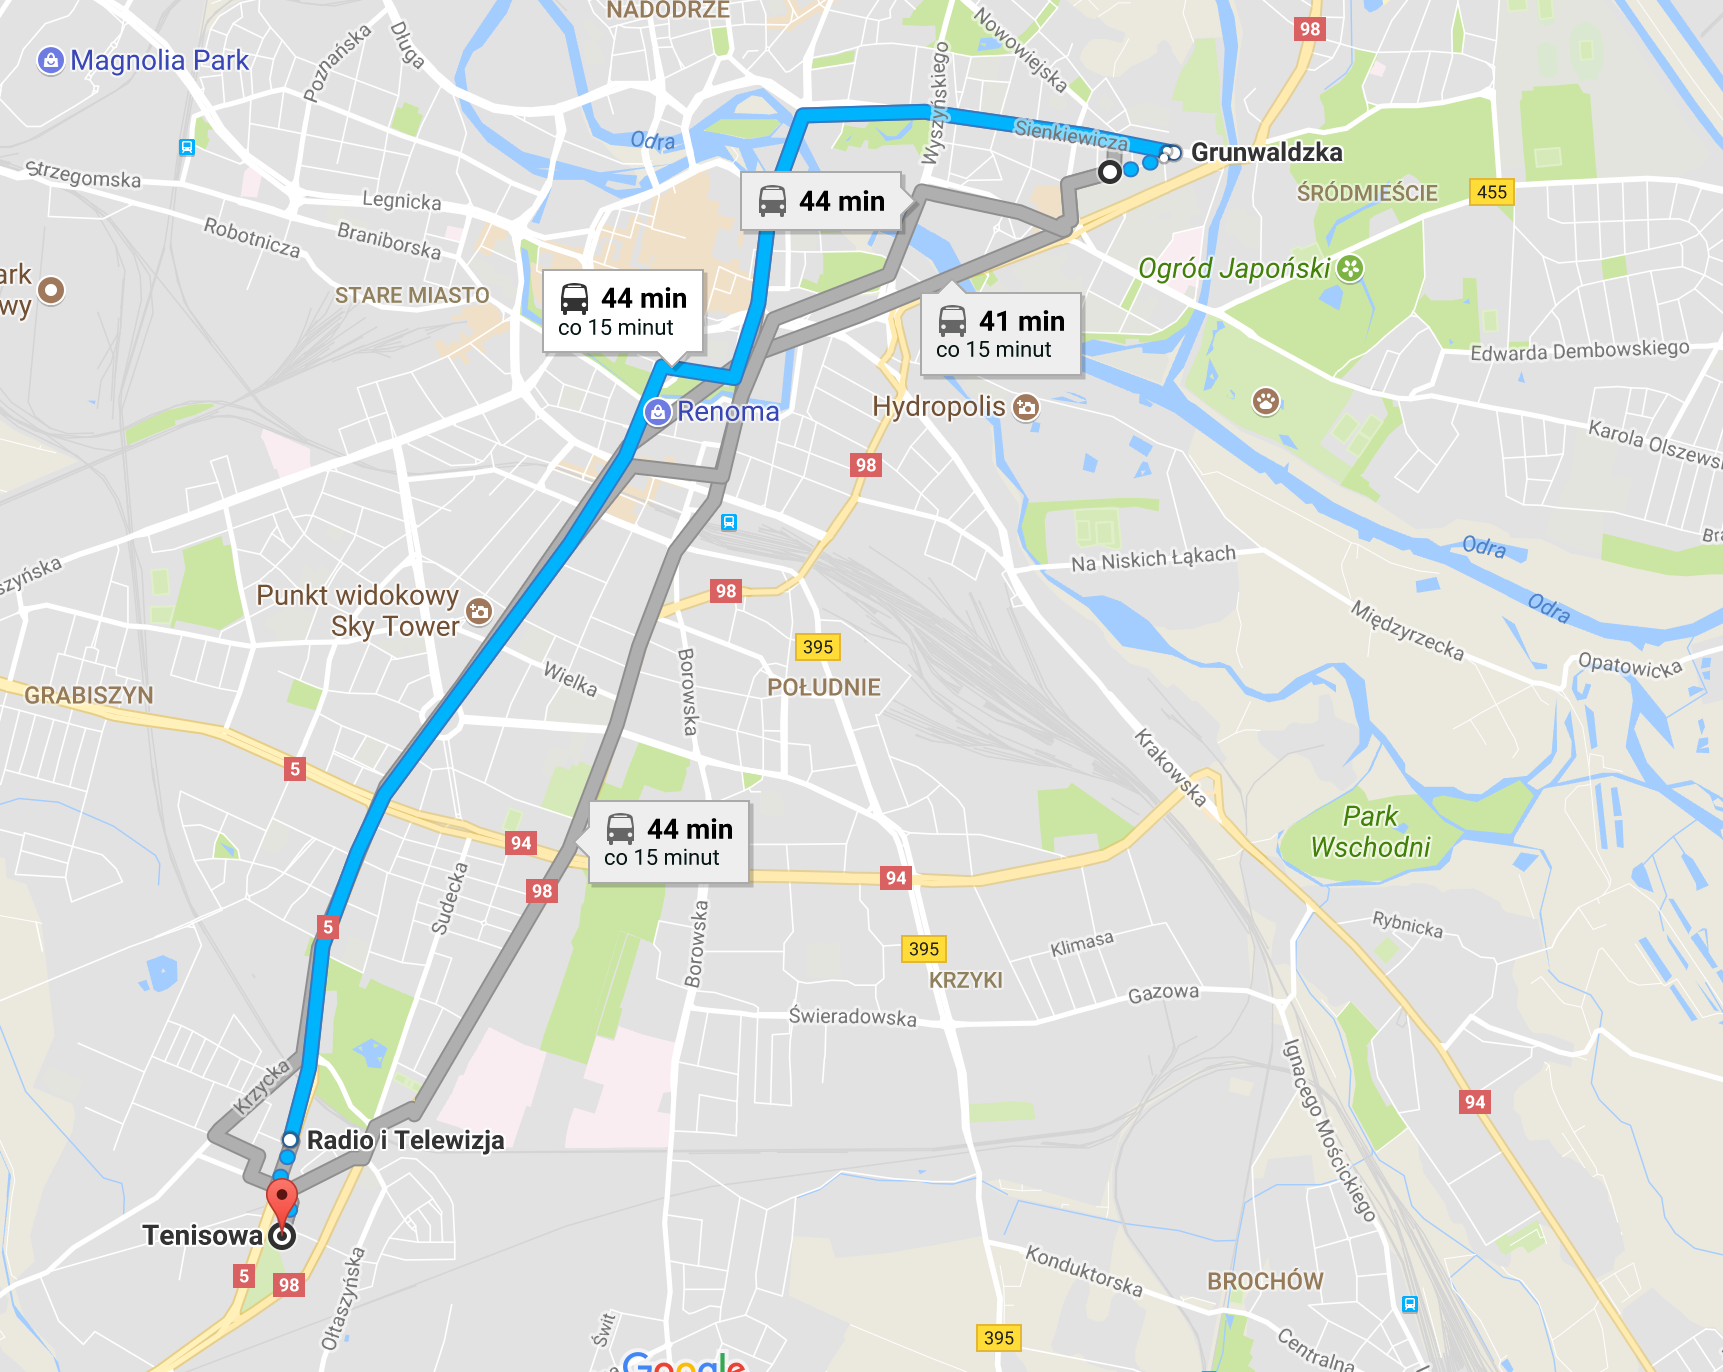 NADODRZE
Nowowiejska
98
Magnolia Park
Poznańska
Długa
Wyszyńskiego
Odra
Sienkiewicza
Grunwaldzka
Strzegomska
Legnicka
ŚRÓDMIEŚCIE
455
44 min
Robotnicza
Braniborska
ark
wy
STARE MIASTO
Ogród Japoński
44 min
co 15 minut
41 min
co 15 minut
Edwarda Dembowskiego
Renoma
Hydropolis
Karola Olszewsk
98
szyńska
Na Niskich Łąkach
Odra
Bra
Punkt widokowy
Sky Tower
98
Odra
Międzyrzecka
395
Borowska
Wielka
POŁUDNIE
Opatowicka
GRABISZYN
5
Krakowska
44 min
co 15 minut
94
98
94
Park
Wschodni
Sudecka
5
Borowska
395
Klimasa
Rybnicka
KRZYKI
Gazowa
Świeradowska
Krzycka
Ignacego Mościckiego
94
Radio i Telewizja
Tenisowa
5
98
Ołtaszyńska
Konduktorska
BROCHÓW
Świt
395
Centralna
Google